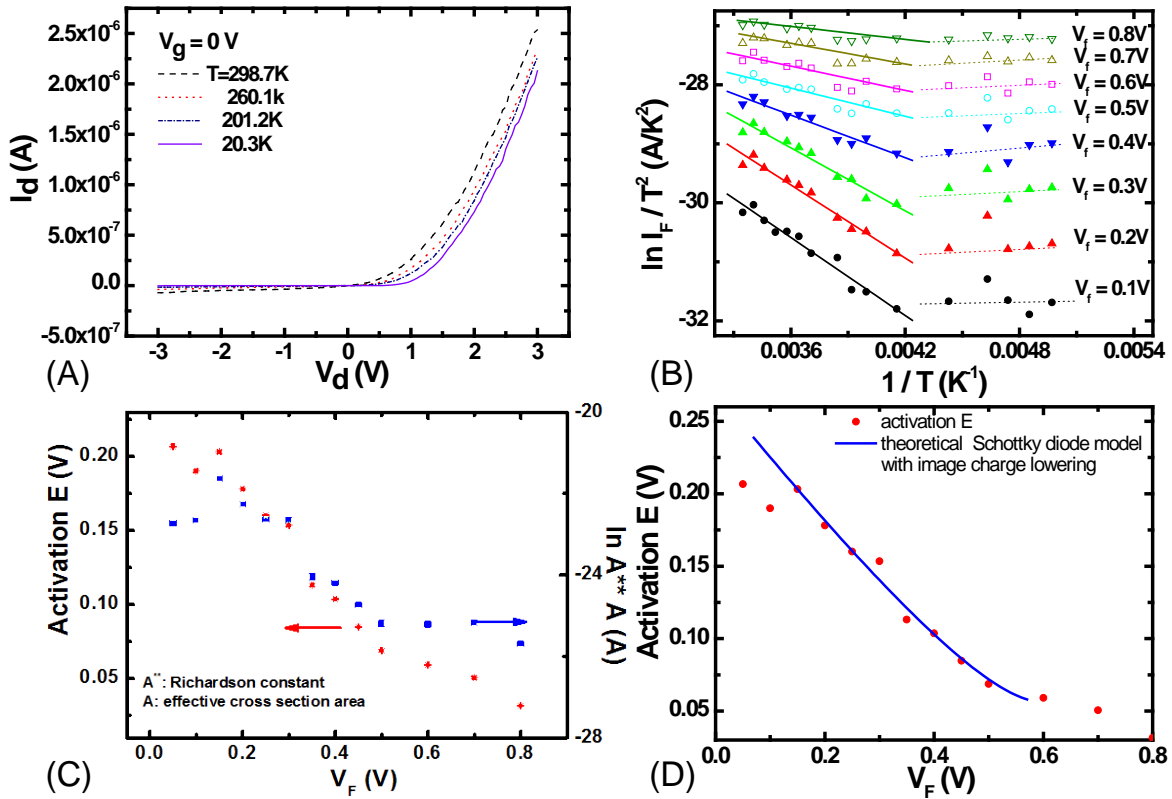 2.5x10-6
2.0x10-6
1.5x10-6
1.0x10-6
5.0x10-7
0.0
-5.0x10-7
Id (A)
Vg = 0 V
T=298.7K
260.1k
201.2K
20.3K
-3 -2 -1 0 1 2 3
Vd (V)
(A)
-28
-30
-32
ln IF / T2 (A/K2)
Vf = 0.8V
Vf = 0.7V
Vf = 0.6V
Vf = 0.5V
Vf = 0.4V
Vf = 0.3V
Vf = 0.2V
Vf = 0.1V
0.0036 0.0042 0.0048 0.0054
1 / T (K-1)
(B)
0.20
0.15
0.10
0.05
Activation E (V)
-20
-24
-28
ln A** A (A)
A**: Richardson constant
A: effective cross section area
0.0 0.2 0.4 0.6 0.8
VF (V)
(C)
0.25
0.20
0.15
0.10
0.05
Activation E (V)
activation E
theoretical Schottky diode model
with image charge lowering
0.0 0.2 0.4 0.6 0.8
VF (V)
(D)